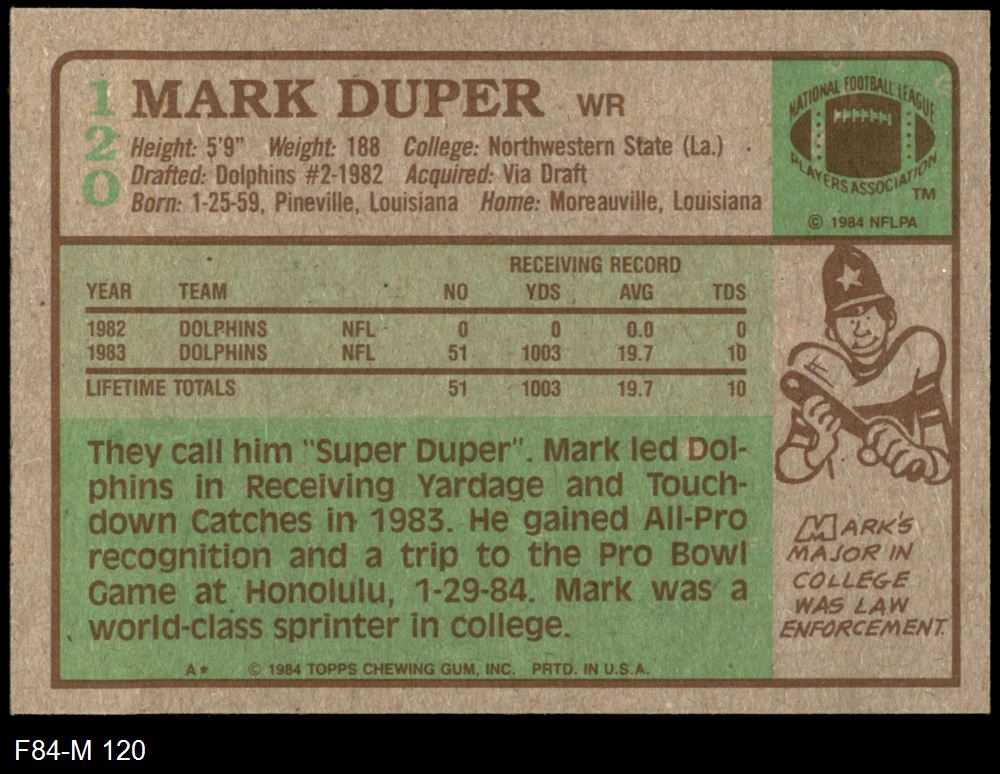 120
MARK DUPER WR
Height: 5'9" Weight: 188 College: Northwestern State (La.)
Drafted: Dolphins #2-1982 Acquired: Via Draft
Born: 1-25-59, Pineville, Louisiana Home: Moreauville, Louisiana
NATIONAL FOOTBALL LEAGUE
PLAYERS ASSOCIATION
TM
© 1984 NFLPA
RECEIVING RECORD
YEAR TEAM NO YDS AVG TDS
1982 DOLPHINS NFL 0 0 0.0 0
1983 DOLPHINS NFL 51 1003 19.7 10
LIFETIME TOTALS 51 1003 19.7 10
They call him "Super Duper". Mark led Dol-
phins in Receiving Yardage and Touch-
down Catches in 1983. He gained All-Pro
recognition and a trip to the Pro Bowl
Game at Honolulu, 1-29-84. Mark was a
world-class sprinter in college.
MARK'S
MAJOR IN
COLLEGE
WAS LAW
ENFORCEMENT.
A* © 1984 TOPPS CHEWING GUM, INC. PRTD. IN U.S.A.
F84-M 120